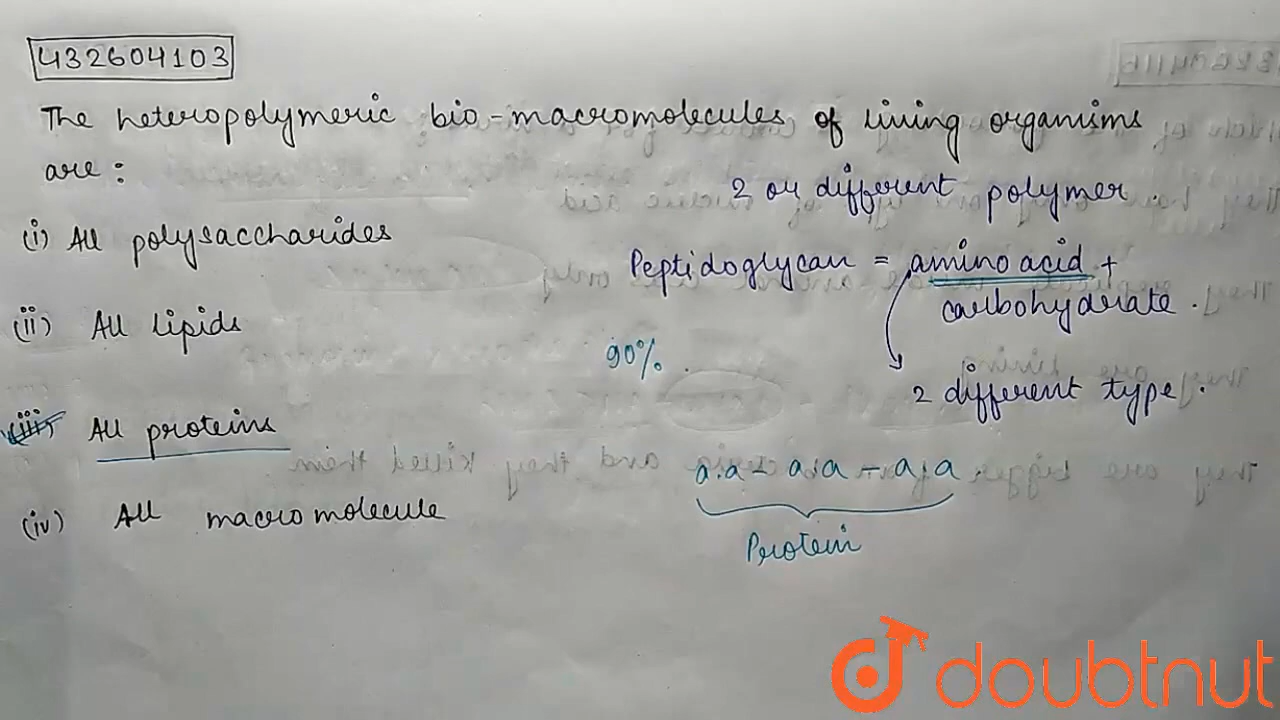 432604103
The heteropolymeric bio-macromolecules of living organisms
are:
2 or different polymer.
(i) All polysaccharides
Peptidoglycan = amino acid +
carbohydrate.
(ii) All lipids
90%.
2 different type.
(iii) All proteins
a.a - a.a - a.a
(iv) All macromolecule
Protein
doubtnut